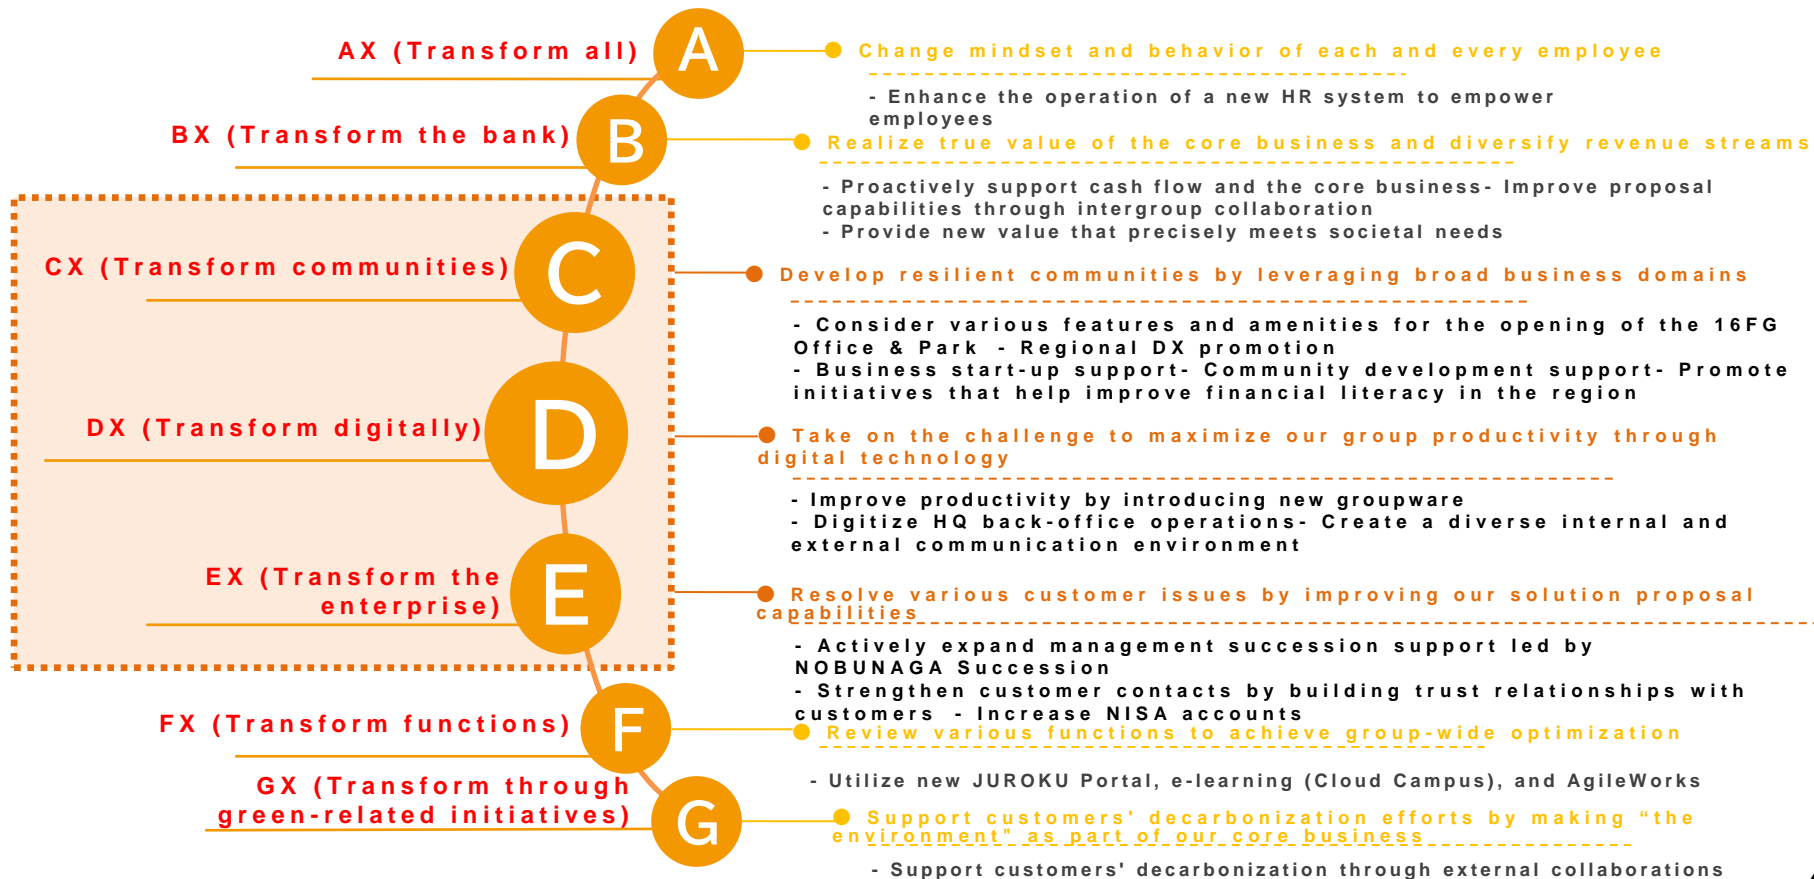 AX (Transform all)
A
Change mindset and behavior of each and every employee
- Enhance the operation of a new HR system to empower
employees
BX (Transform the bank)
B
Realize true value of the core business and diversify revenue streams
- Proactively support cash flow and the core business- Improve proposal
capabilities through intergroup collaboration
- Provide new value that precisely meets societal needs
CX (Transform communities)
C
Develop resilient communities by leveraging broad business domains
- Consider various features and amenities for the opening of the 16FG
Office & Park - Regional DX promotion
- Business start-up support- Community development support- Promote
initiatives that help improve financial literacy in the region
DX (Transform digitally)
D
Take on the challenge to maximize our group productivity through
digital technology
- Improve productivity by introducing new groupware
- Digitize HQ back-office operations- Create a diverse internal and
external communication environment
EX (Transform the
enterprise)
E
Resolve various customer issues by improving our solution proposal
capabilities
- Actively expand management succession support led by
NOBUNAGA Succession
- Strengthen customer contacts by building trust relationships with
customers - Increase NISA accounts
FX (Transform functions)
F
Review various functions to achieve group-wide optimization
- Utilize new JUROKU Portal, e-learning (Cloud Campus), and AgileWorks
GX (Transform through
green-related initiatives)
G
Support customers' decarbonization efforts by making “the
environment" as part of our core business
- Support customers' decarbonization through external collaborations